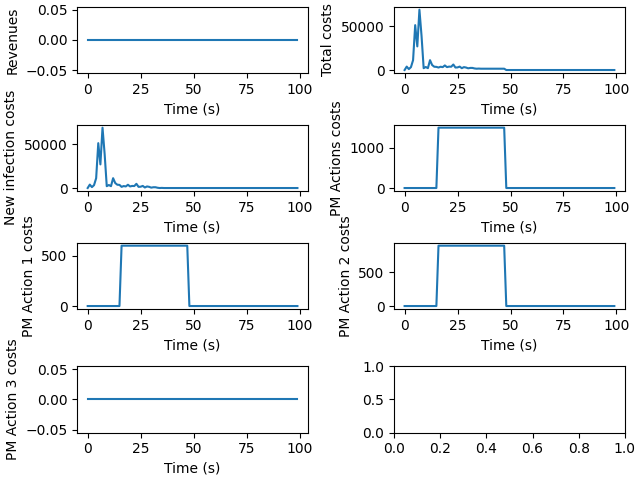 Revenues
0.05
0.00
−0.05
0 25 50 75 100
Time (s)
Total costs
50000
0
0 25 50 75 100
Time (s)
New infection costs
50000
0
0 25 50 75 100
Time (s)
PM Actions costs
1000
0
0 25 50 75 100
Time (s)
PM Action 1 costs
500
0
0 25 50 75 100
Time (s)
PM Action 2 costs
500
0
0 25 50 75 100
Time (s)
PM Action 3 costs
0.05
0.00
−0.05
0 25 50 75 100
Time (s)
1.0
0.5
0.0
0.0 0.2 0.4 0.6 0.8 1.0